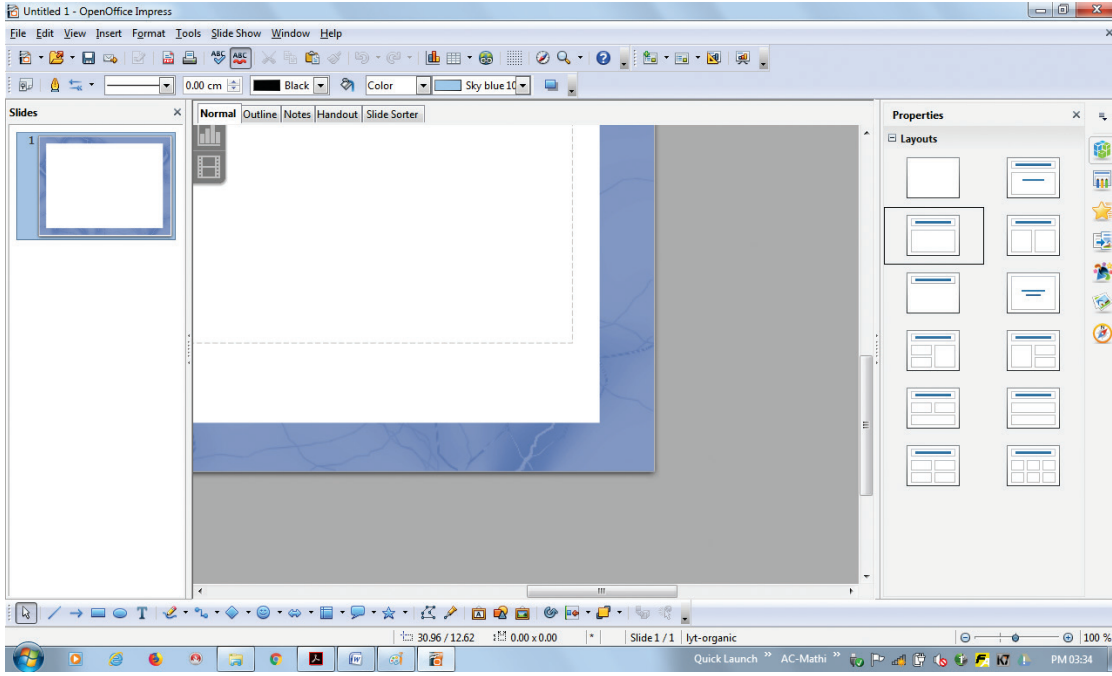 Untitled 1 - OpenOffice Impress
File Edit View Insert Format Tools Slide Show Window Help
0.00 cm Black Color Sky blue 10
Slides
Normal Outline Notes Handout Slide Sorter
Properties
1
Layouts
30.96 / 12.62 0.00 x 0.00 * Slide 1 / 1 lyt-organic 100 %
Quick Launch » AC-Mathi » PM 03:34